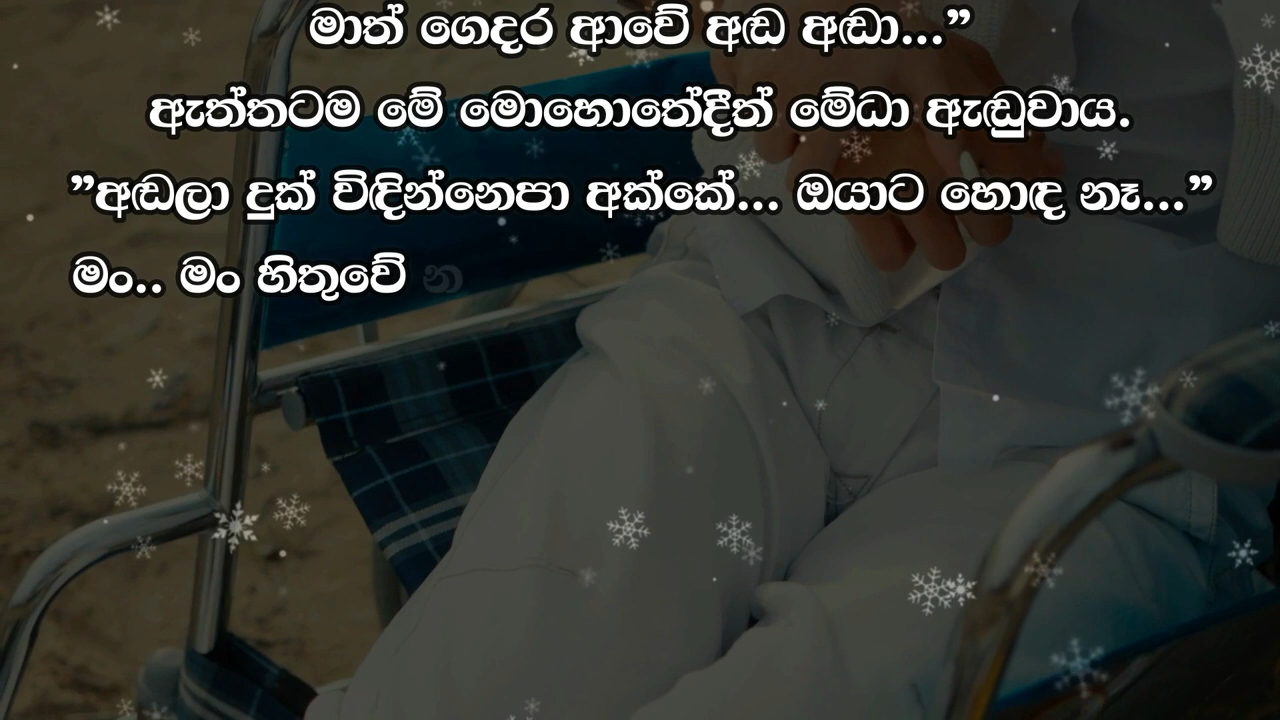 මාත් ගෙදර ආවේ අඬ අඬා...”
ඇත්තටම මේ මොහොතේදීත් මේධා ඇඬුවාය.
”අඬලා දුක් විඳින්නෙපා අක්කේ... ඔයාට හොඳ නෑ...”
මං.. මං හිතුවේ න